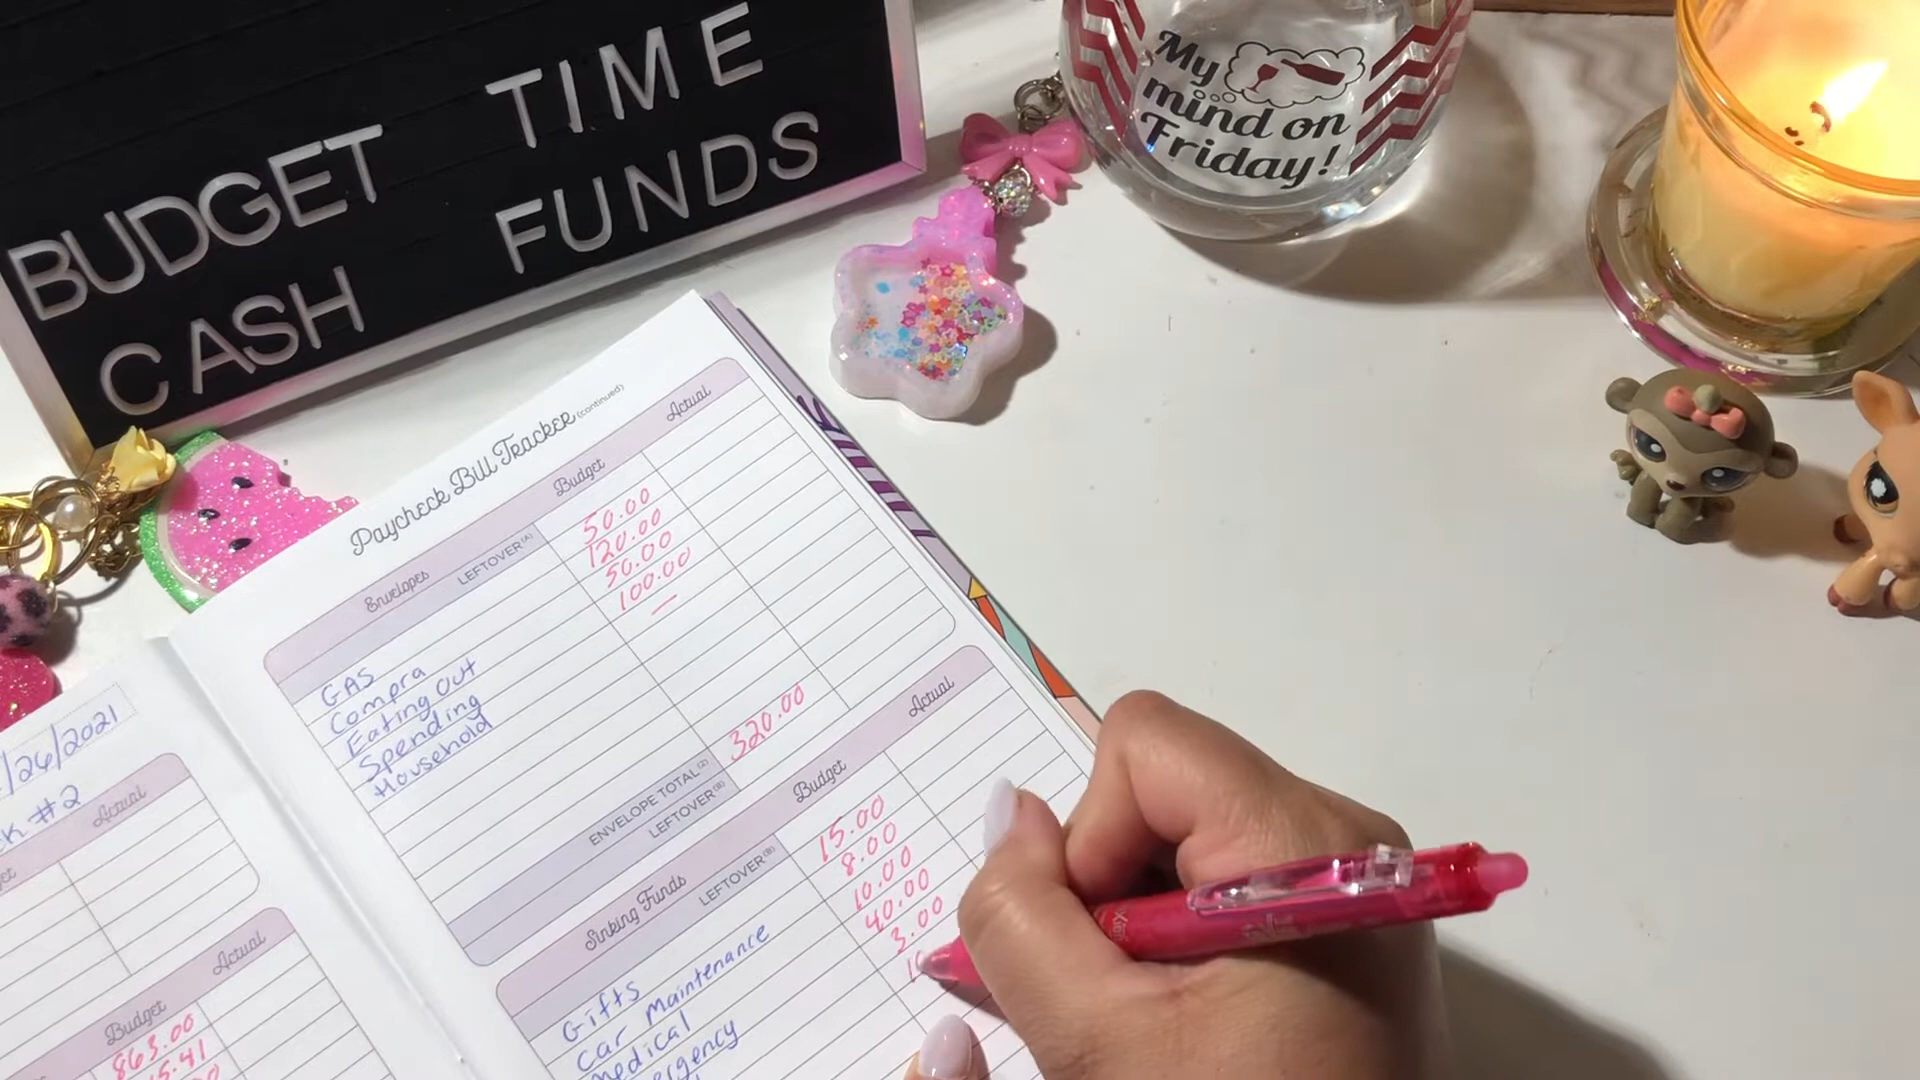 BUDGET TIME
CASH FUNDS
My
mind on
Friday!
Paycheck Bill Tracker (continued)
Envelopes Budget Actual
LEFTOVER (A)
GAS 50.00
Compra 120.00
Eating Out 50.00
Spending 100.00
Household —
ENVELOPE TOTAL (2) 320.00
LEFTOVER (B)
Sinking Funds Budget Actual
LEFTOVER (B)
Gifts 15.00
Car maintenance 8.00
medical 10.00
40.00
3.00
/26/2021
#2
Actual
Budget Actual
863.00